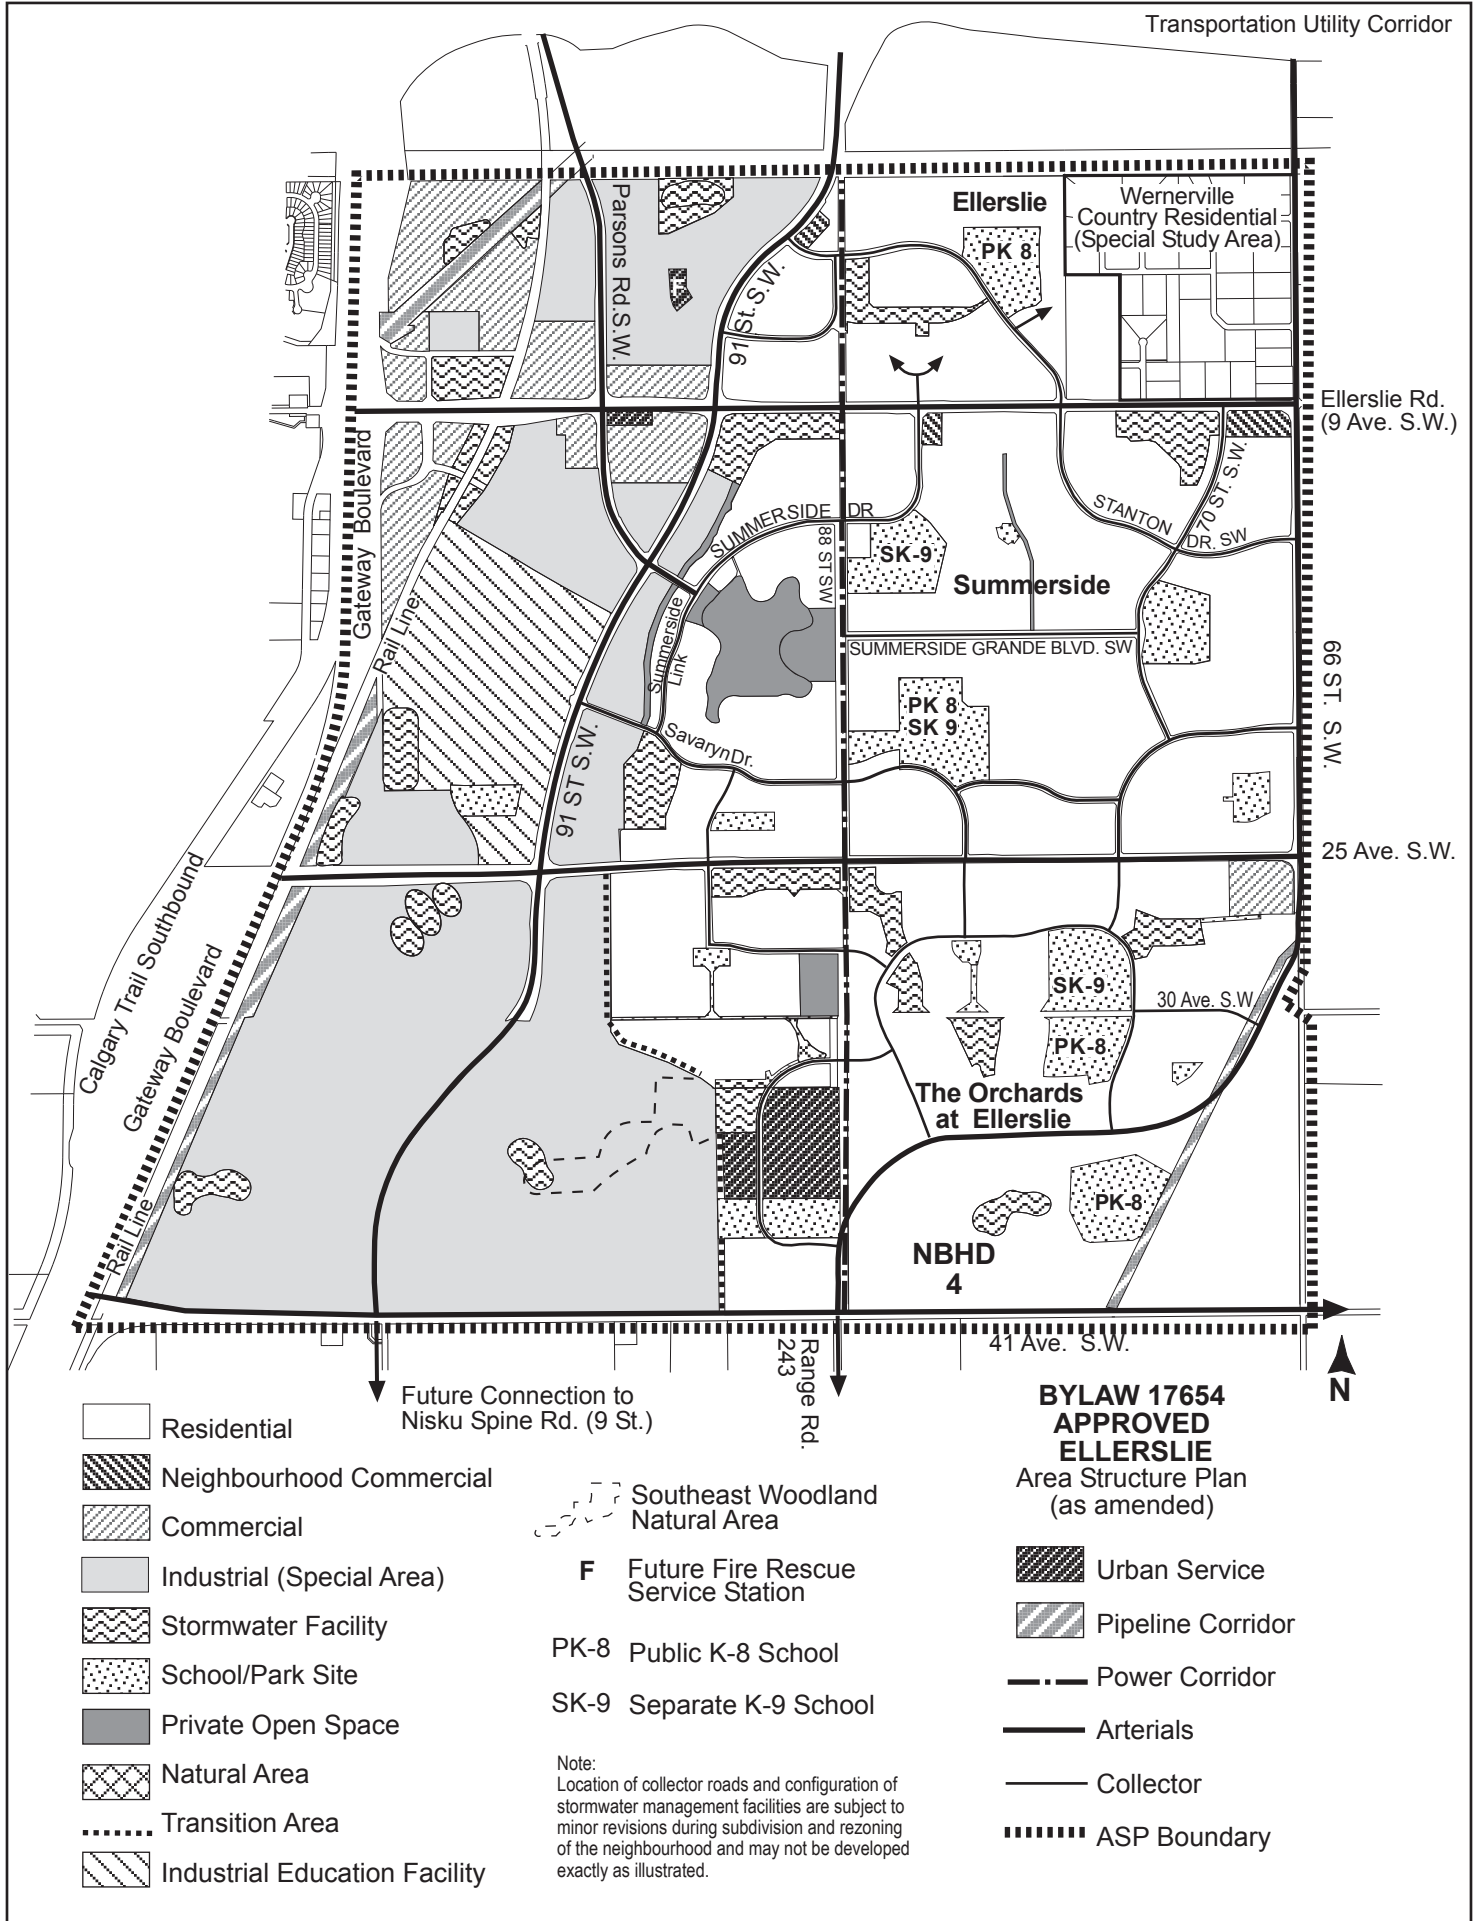 Transportation Utility Corridor
Ellerslie
Wernerville
Country Residential
(Special Study Area)
PK 8
Parsons Rd.S.W.
F
91 St. S.W.
Ellerslie Rd.
(9 Ave. S.W.)
Gateway Boulevard
70 ST. S.W.
STANTON
DR. SW
SUMMERSIDE DR
88 ST SW
SK-9
Summerside
Rail Line
Summerside
Link
SUMMERSIDE GRANDE BLVD. SW
66 ST. S.W.
PK 8
SK 9
Savaryn Dr.
91 ST S.W.
25 Ave. S.W.
Calgary Trail Southbound
Gateway Boulevard
SK-9
30 Ave. S.W.
PK-8
The Orchards
at Ellerslie
PK-8
Rail Line
NBHD
4
41 Ave. S.W.
Range Rd.
243
N
Future Connection to
Nisku Spine Rd. (9 St.)
BYLAW 17654
APPROVED
ELLERSLIE
Area Structure Plan
(as amended)
Residential
Neighbourhood Commercial
Commercial
Industrial (Special Area)
Stormwater Facility
School/Park Site
Private Open Space
Natural Area
Transition Area
Industrial Education Facility
Southeast Woodland
Natural Area
F Future Fire Rescue
Service Station
PK-8 Public K-8 School
SK-9 Separate K-9 School
Note:
Location of collector roads and configuration of
stormwater management facilities are subject to
minor revisions during subdivision and rezoning
of the neighbourhood and may not be developed
exactly as illustrated.
Urban Service
Pipeline Corridor
Power Corridor
Arterials
Collector
ASP Boundary